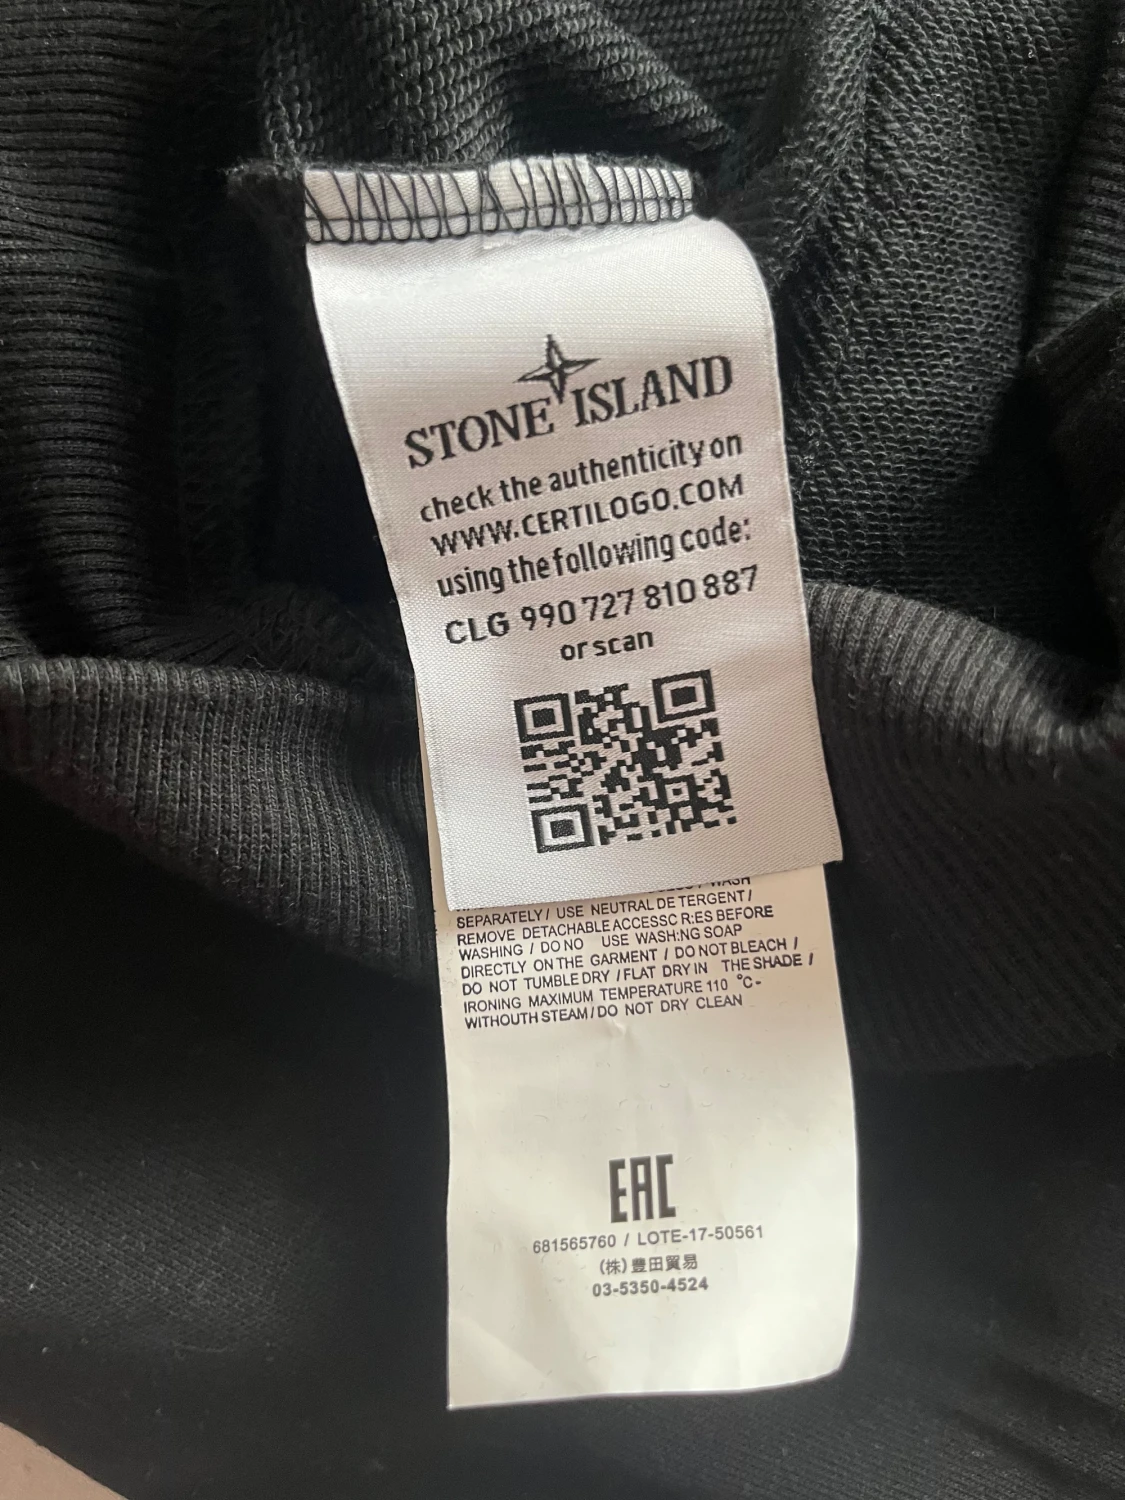 STONE ISLAND
check the authenticity on
WWW.CERTILOGO.COM
using the following code:
CLG 990 727 810 887
or scan
WASH
SEPARATELY / USE NEUTRAL DETERGENT /
REMOVE DETACHABLE ACCESSC R:ES BEFORE
WASHING / DO NO USE WASH:NG SOAP
DIRECTLY ON THE GARMENT / DO NOT BLEACH /
DO NOT TUMBLE DRY / FLAT DRY IN THE SHADE /
IRONING MAXIMUM TEMPERATURE 110 °C-
WITHOUTH STEAM / DO NOT DRY CLEAN
EAC
681565760 / LOTE-17-50561
(株)豊田貿易
03-5350-4524